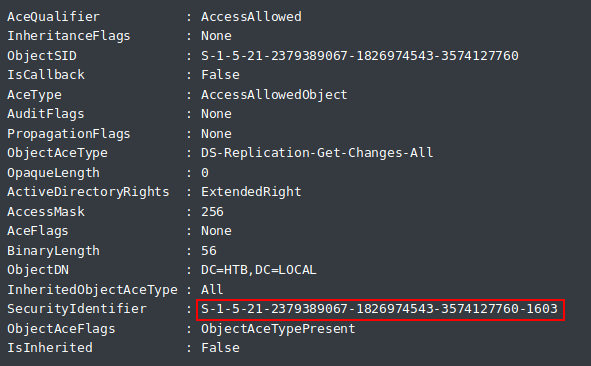 AceQualifier : AccessAllowed
InheritanceFlags : None
ObjectSID : S-1-5-21-2379389067-1826974543-3574127760
IsCallback : False
AceType : AccessAllowedObject
AuditFlags : None
PropagationFlags : None
ObjectAceType : DS-Replication-Get-Changes-All
OpaqueLength : 0
ActiveDirectoryRights : ExtendedRight
AccessMask : 256
AceFlags : None
BinaryLength : 56
ObjectDN : DC=HTB,DC=LOCAL
InheritedObjectAceType : All
SecurityIdentifier : S-1-5-21-2379389067-1826974543-3574127760-1603
ObjectAceFlags : ObjectAceTypePresent
IsInherited : False